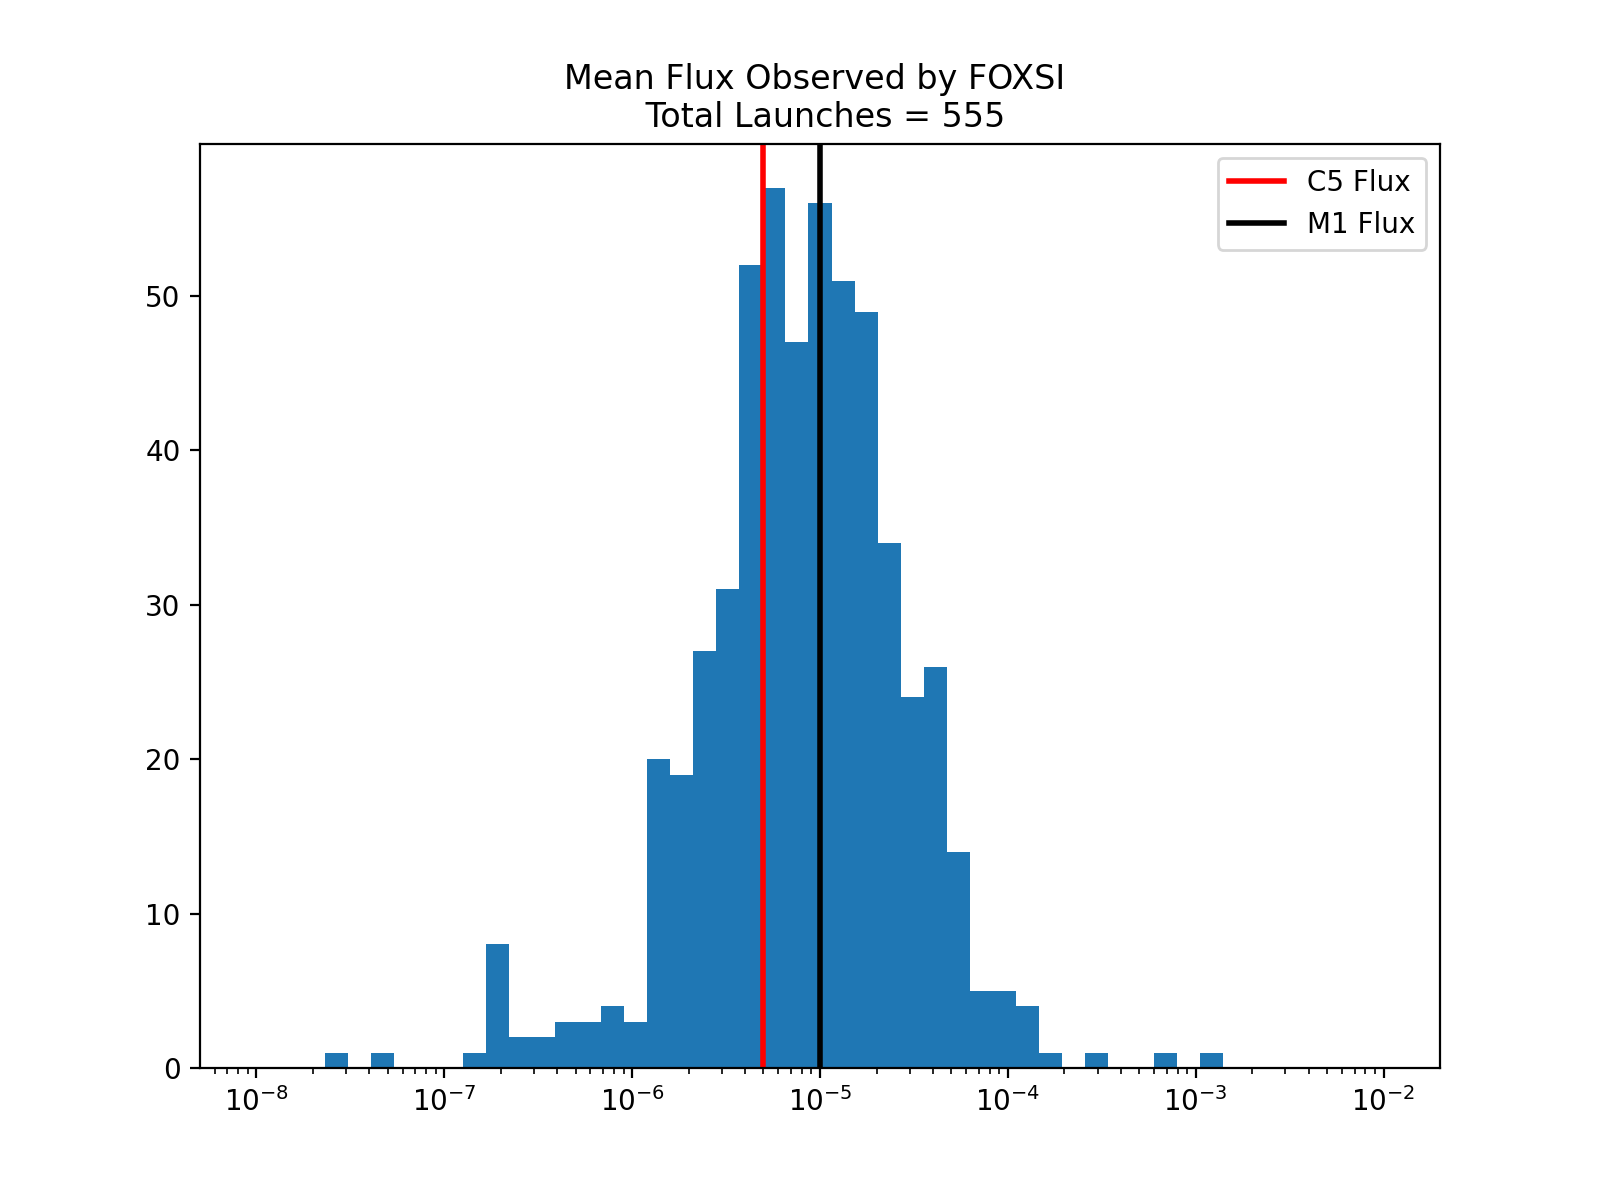 Mean Flux Observed by FOXSI
Total Launches = 555
C5 Flux
M1 Flux
50
40
30
20
10
0
10⁻⁸ 10⁻⁷ 10⁻⁶ 10⁻⁵ 10⁻⁴ 10⁻³ 10⁻²